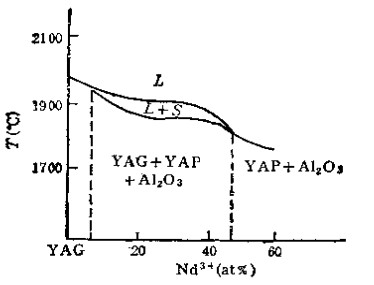 2100
L
1900
L+S
T(℃)
YAG+YAP
+Al₂O₃
YAP+Al₂O₃
1700
YAG
20
40
60
Nd³⁺(at%)